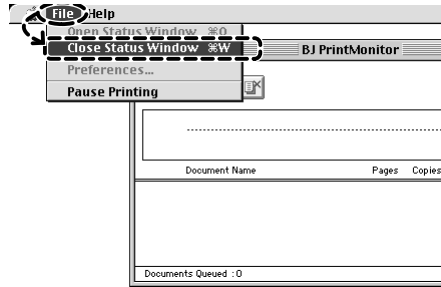 File Help
Open Status Window ⌘O
Close Status Window ⌘W
BJ PrintMonitor
Preferences...
Pause Printing
Document Name Pages Copies
Documents Queued : 0